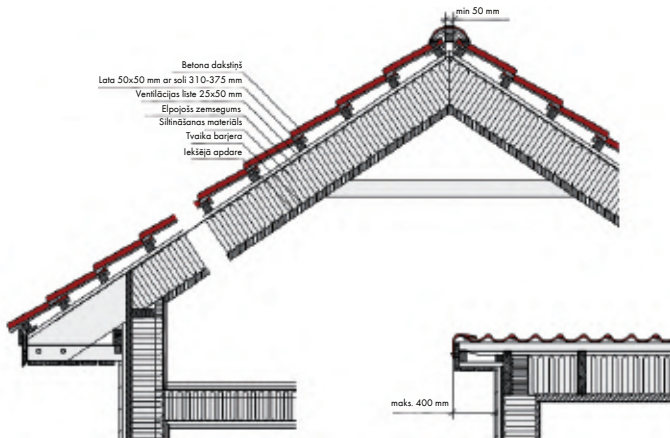 min 50 mm
Betona dakstiņš
Lata 50x50 mm ar soli 310-375 mm
Ventilācijas līste 25x50 mm
Elpojošs zemsegums
Siltināšanas materiāls
Tvaika barjera
Iekšējā apdare
maks. 400 mm